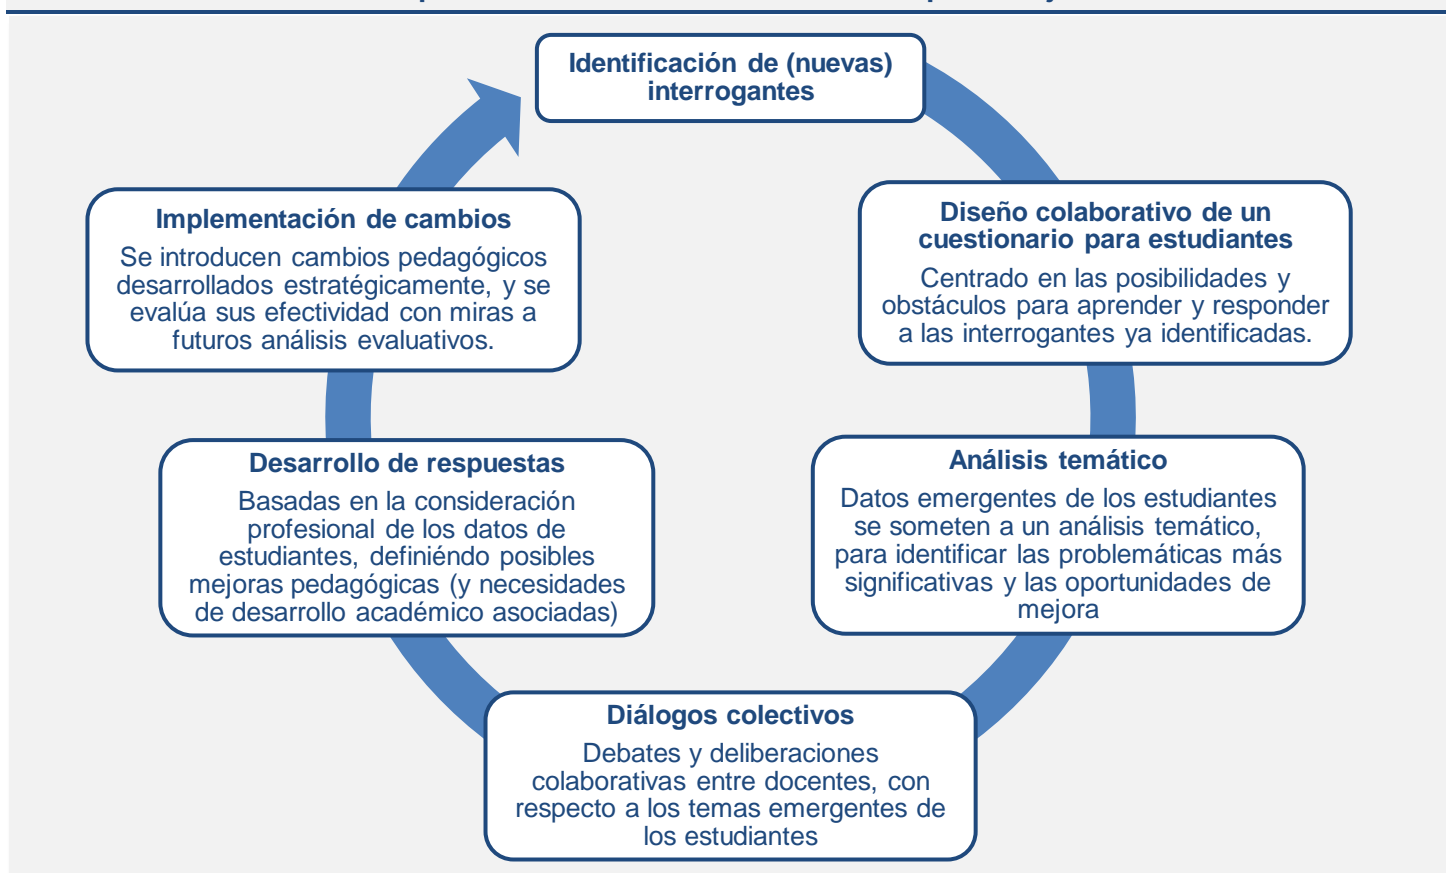 Identificación de (nuevas)
interrogantes
Diseño colaborativo de un
cuestionario para estudiantes
Centrado en las posibilidades y
obstáculos para aprender y responder
a las interrogantes ya identificadas.
Análisis temático
Datos emergentes de los estudiantes
se someten a un análisis temático,
para identificar las problemáticas más
significativas y las oportunidades de
mejora
Diálogos colectivos
Debates y deliberaciones
colaborativas entre docentes, con
respecto a los temas emergentes de
los estudiantes
Desarrollo de respuestas
Basadas en la consideración
profesional de los datos de
estudiantes, definiéndo posibles
mejoras pedagógicas (y necesidades
de desarrollo académico asociadas)
Implementación de cambios
Se introducen cambios pedagógicos
desarrollados estratégicamente, y se
evalúa sus efectividad con miras a
futuros análisis evaluativos.